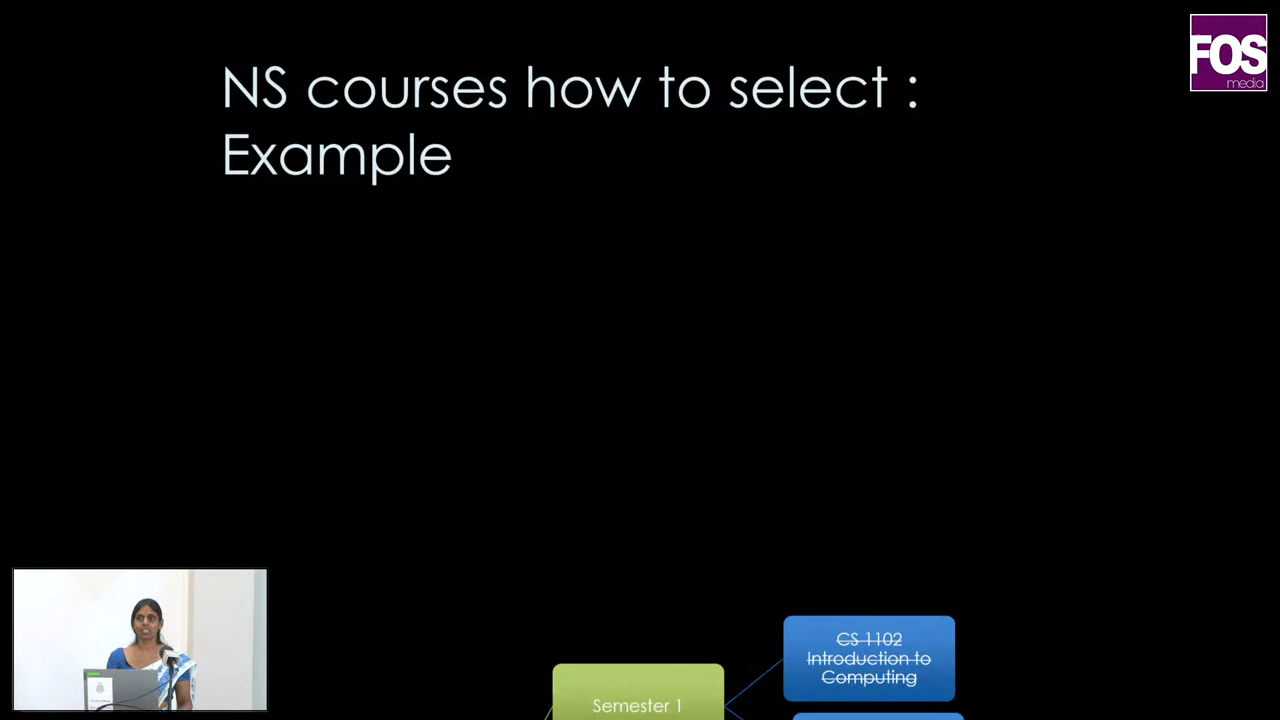 FOS
media
NS courses how to select :
Example
CS 1102
Introduction to
Computing
Semester 1